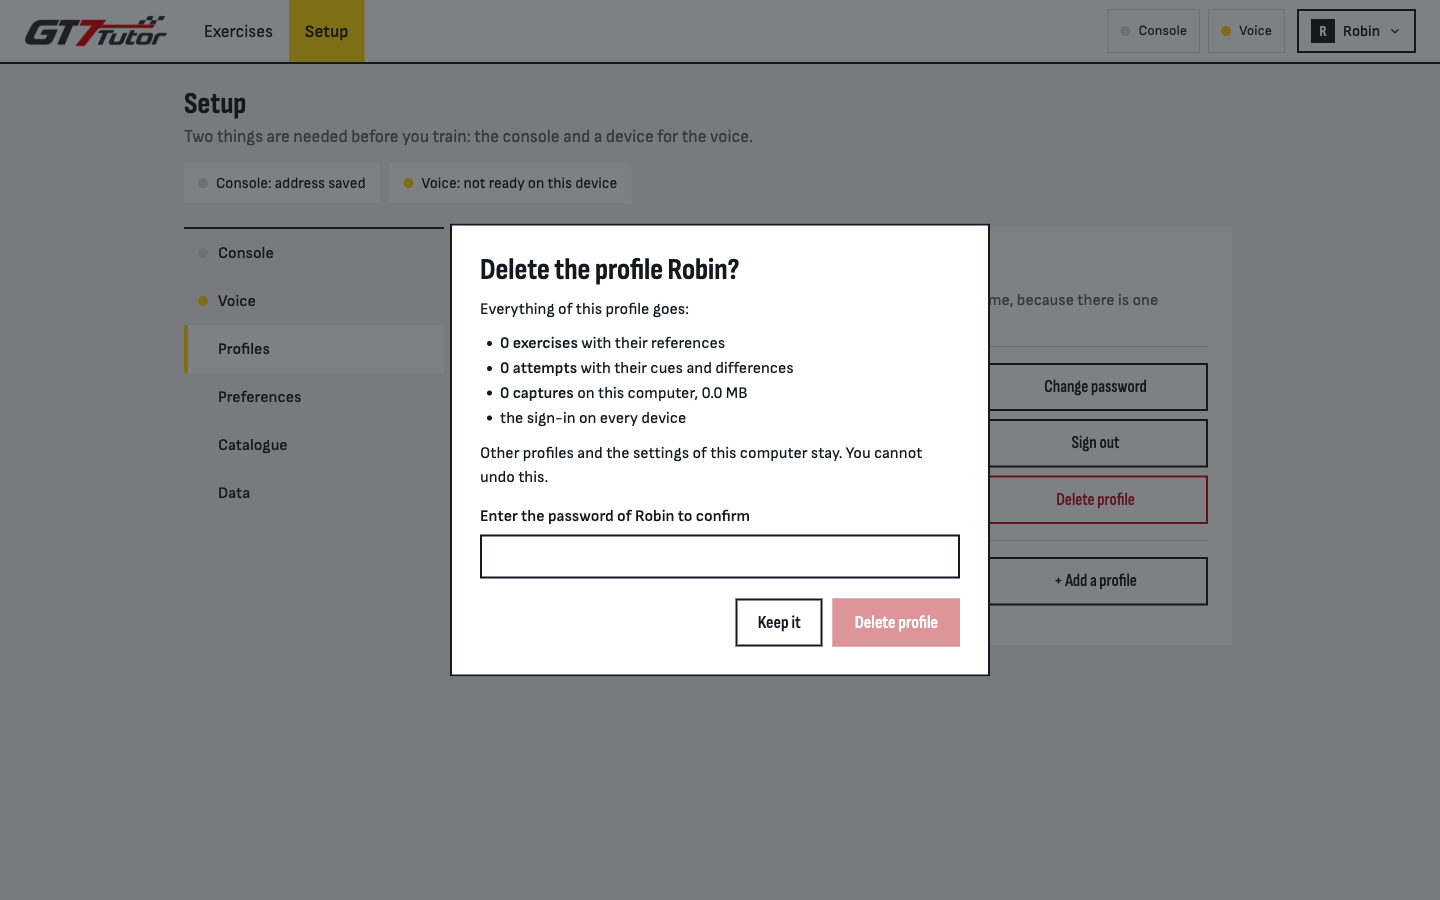 GT7 Tutor
Exercises
Setup
Console
Voice
R
Robin
Setup
Two things are needed before you train: the console and a device for the voice.
Console: address saved
Voice: not ready on this device
Console
Voice
Profiles
Preferences
Catalogue
Data
Delete the profile Robin?
Everything of this profile goes:
• 0 exercises with their references
• 0 attempts with their cues and differences
• 0 captures on this computer, 0.0 MB
• the sign-in on every device
Other profiles and the settings of this computer stay. You cannot
undo this.
Enter the password of Robin to confirm
Keep it
Delete profile
me, because there is one
Change password
Sign out
Delete profile
+ Add a profile